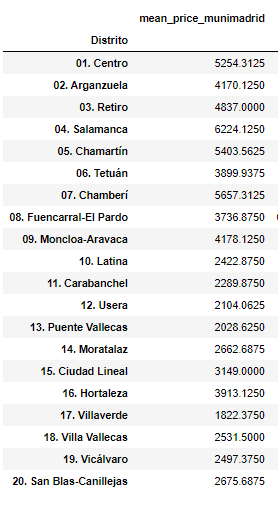 mean_price_munimadrid
Distrito
01. Centro 5254.3125
02. Arganzuela 4170.1250
03. Retiro 4837.0000
04. Salamanca 6224.1250
05. Chamartín 5403.5625
06. Tetuán 3899.9375
07. Chamberí 5657.3125
08. Fuencarral-El Pardo 3736.8750
09. Moncloa-Aravaca 4178.1250
10. Latina 2422.8750
11. Carabanchel 2289.8750
12. Usera 2104.0625
13. Puente Vallecas 2028.6250
14. Moratalaz 2662.6875
15. Ciudad Lineal 3149.0000
16. Hortaleza 3913.1250
17. Villaverde 1822.3750
18. Villa Vallecas 2531.5000
19. Vicálvaro 2497.3750
20. San Blas-Canillejas 2675.6875